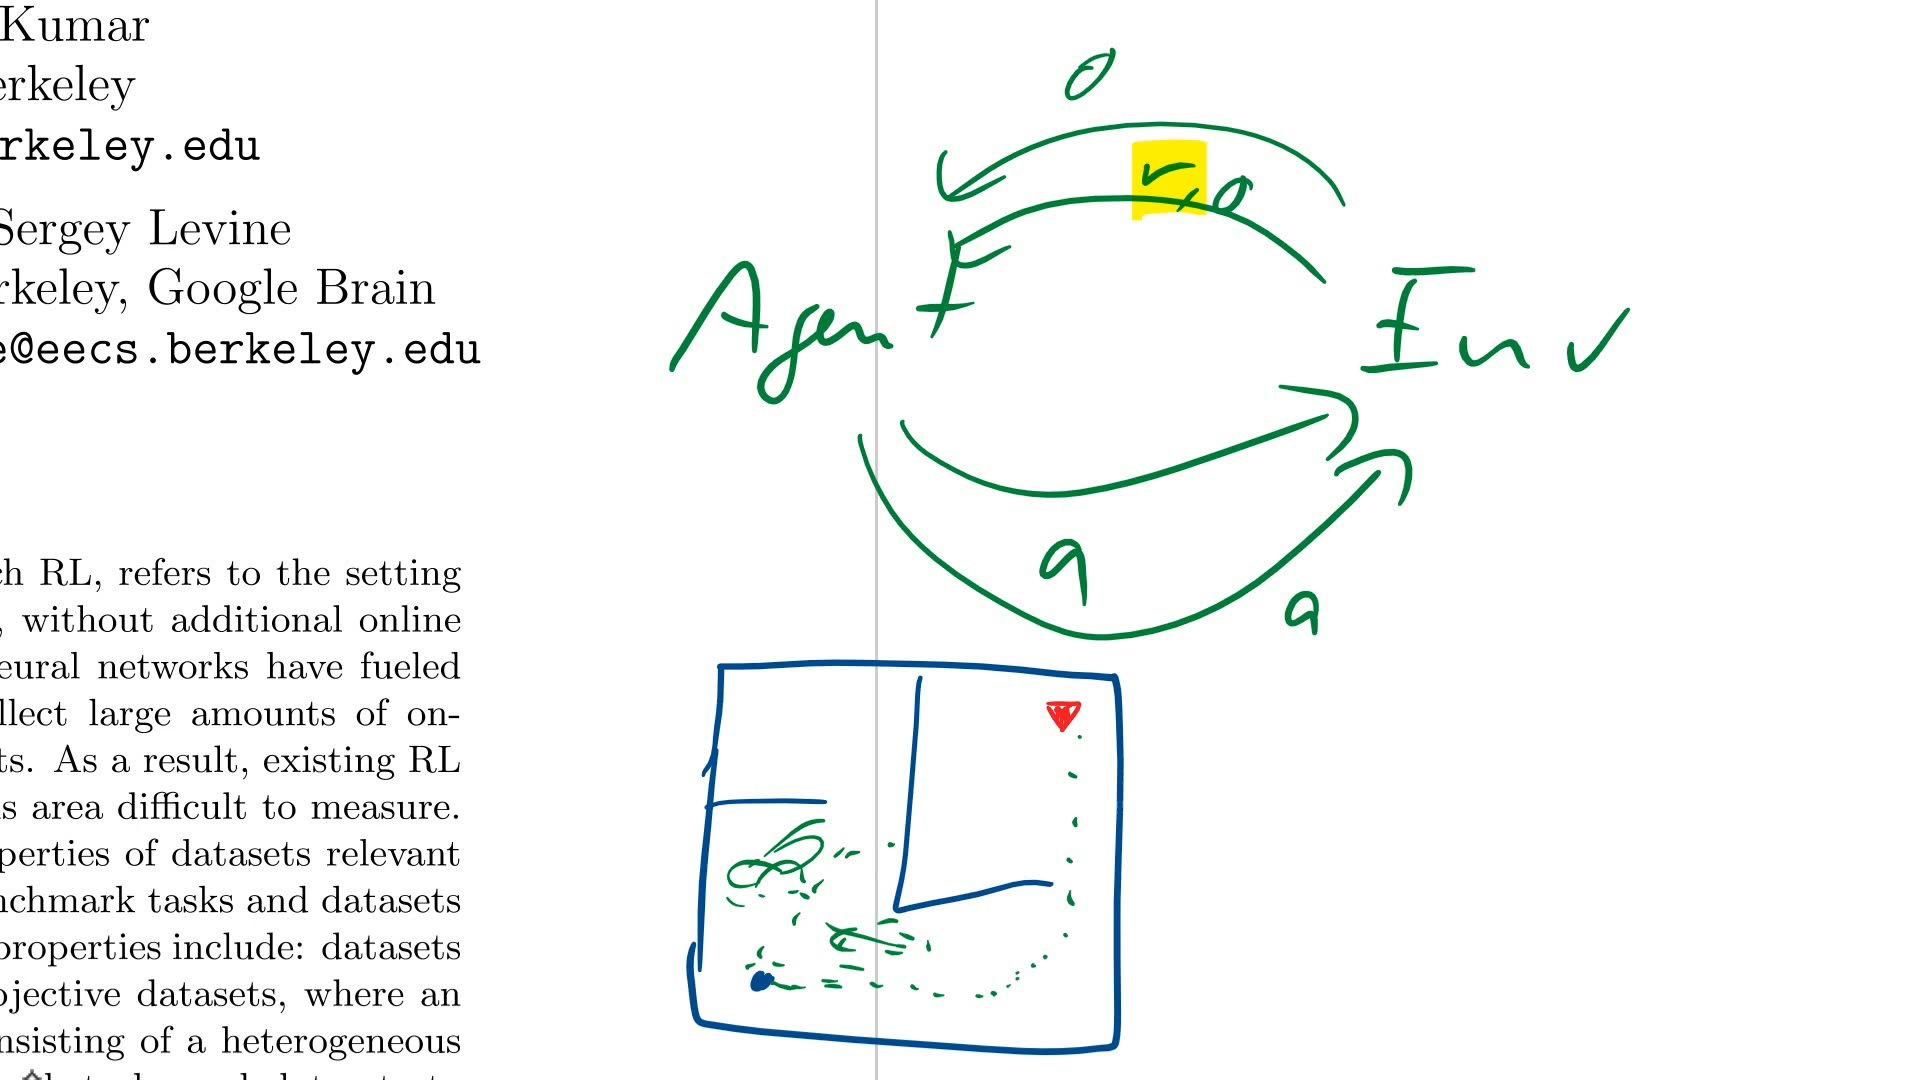 Kumar
erkeley
rkeley.edu
Sergey Levine
rkeley, Google Brain
e@eecs.berkeley.edu
ch RL, refers to the setting
, without additional online
eural networks have fueled
llect large amounts of on-
ts. As a result, existing RL
s area difficult to measure.
perties of datasets relevant
nchmark tasks and datasets
properties include: datasets
bjective datasets, where an
nsisting of a heterogeneous
o
r, o
Agent
Env
a
a